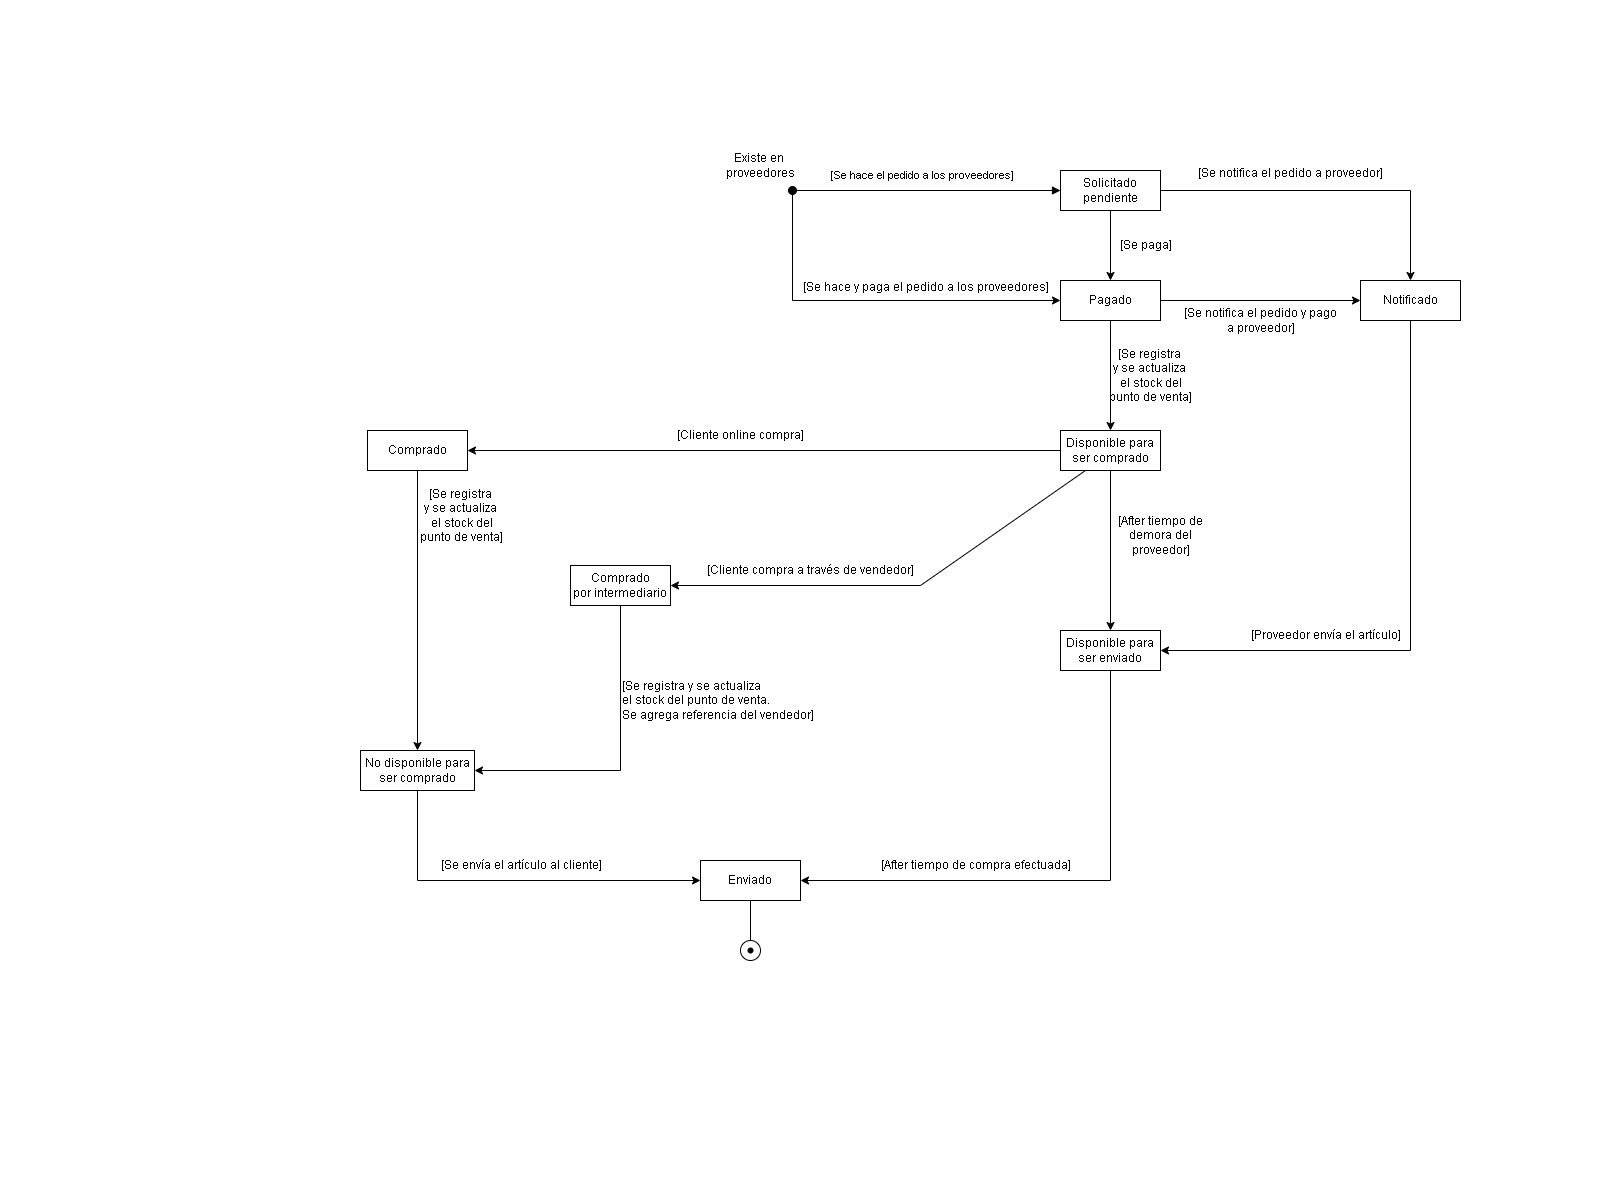 Existe en
proveedores
[Se hace el pedido a los proveedores]
Solicitado
pendiente
[Se notifica el pedido a proveedor]
[Se paga]
[Se hace y paga el pedido a los proveedores]
Pagado
[Se notifica el pedido y pago
a proveedor]
Notificado
[Se registra
y se actualiza
el stock del
punto de venta]
Comprado
[Cliente online compra]
Disponible para
ser comprado
[Se registra
y se actualiza
el stock del
punto de venta]
[After tiempo de
demora del
proveedor]
Comprado
por intermediario
[Cliente compra a través de vendedor]
Disponible para
ser enviado
[Proveedor envía el artículo]
[Se registra y se actualiza
el stock del punto de venta.
Se agrega referencia del vendedor]
No disponible para
ser comprado
[Se envía el artículo al cliente]
Enviado
[After tiempo de compra efectuada]